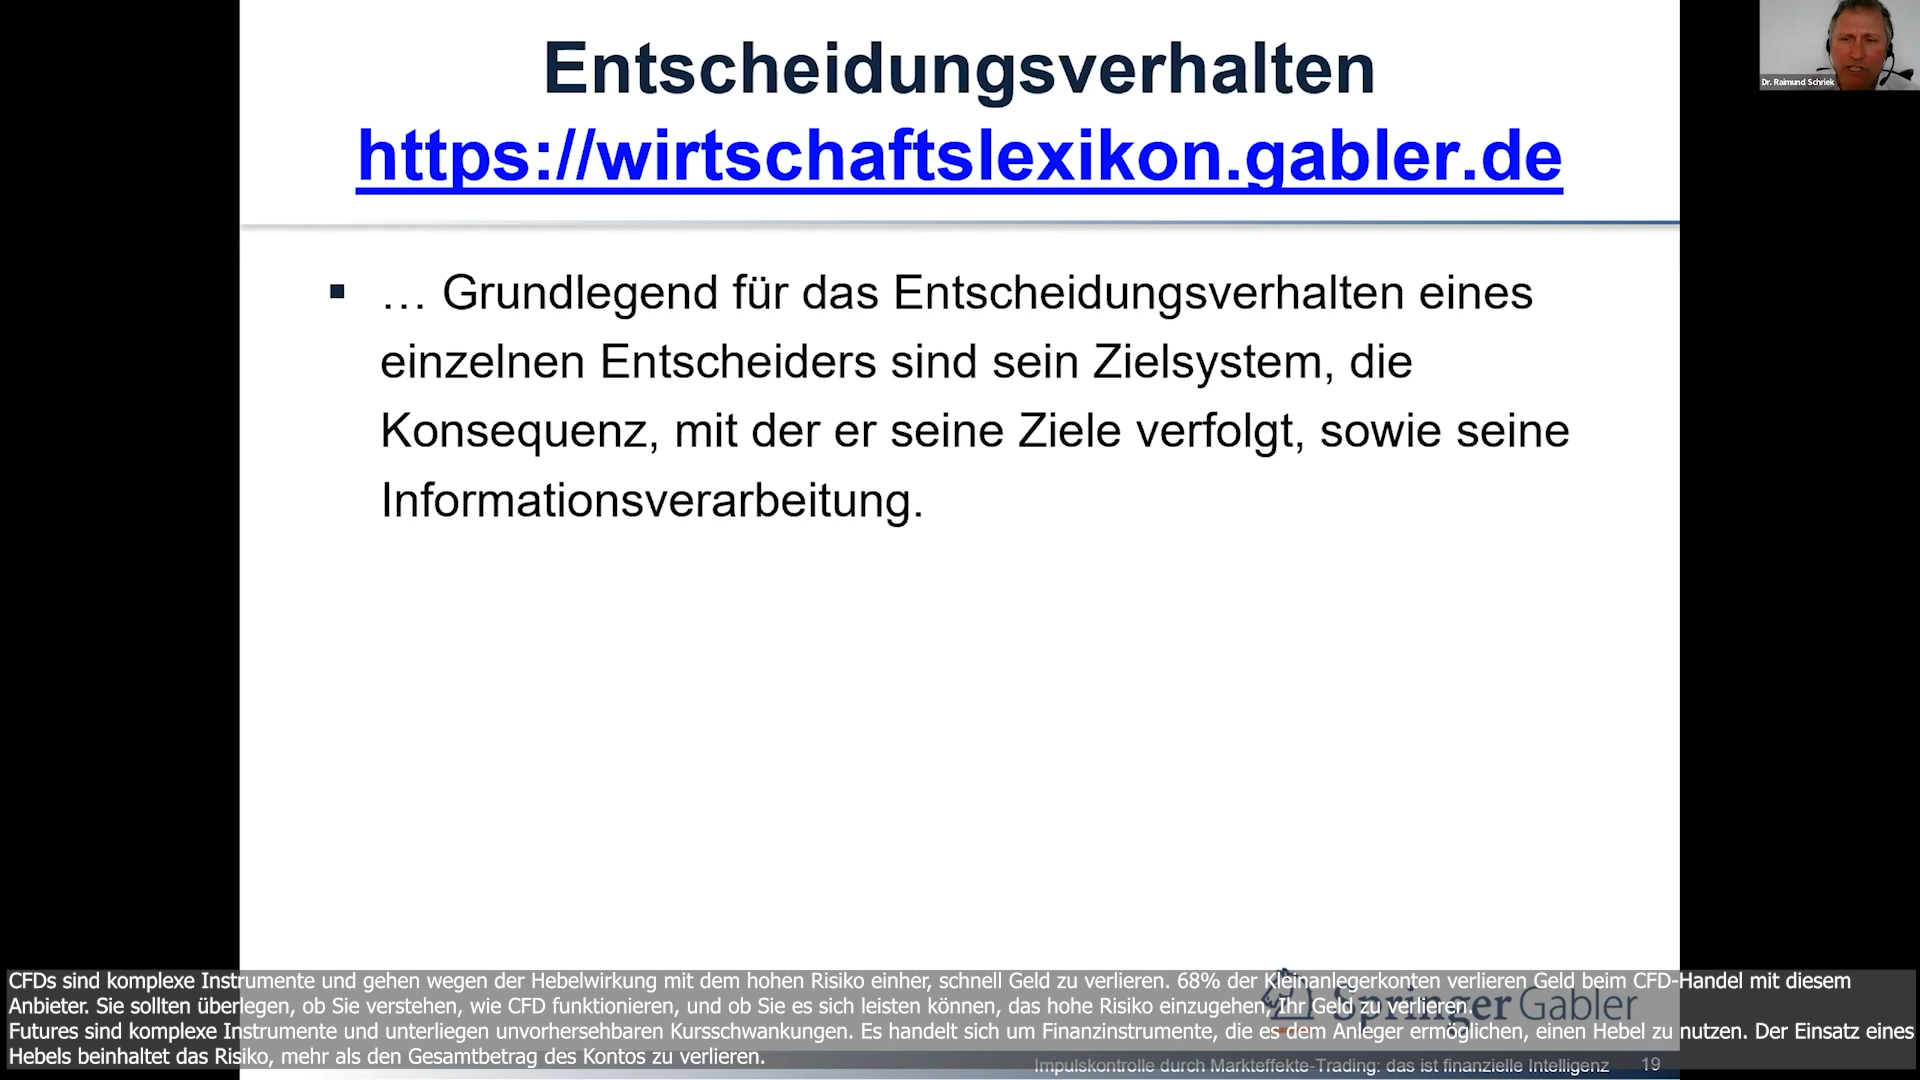 Entscheidungsverhalten
https://wirtschaftslexikon.gabler.de
Dr. Raimund Schriek
▪ … Grundlegend für das Entscheidungsverhalten eines
einzelnen Entscheiders sind sein Zielsystem, die
Konsequenz, mit der er seine Ziele verfolgt, sowie seine
Informationsverarbeitung.
CFDs sind komplexe Instrumente und gehen wegen der Hebelwirkung mit dem hohen Risiko einher, schnell Geld zu verlieren. 68% der Kleinanlegerkonten verlieren Geld beim CFD-Handel mit diesem
Anbieter. Sie sollten überlegen, ob Sie verstehen, wie CFD funktionieren, und ob Sie es sich leisten können, das hohe Risiko einzugehen, Ihr Geld zu verlieren.
Futures sind komplexe Instrumente und unterliegen unvorhersehbaren Kursschwankungen. Es handelt sich um Finanzinstrumente, die es dem Anleger ermöglichen, einen Hebel zu nutzen. Der Einsatz eines
Hebels beinhaltet das Risiko, mehr als den Gesamtbetrag des Kontos zu verlieren.
Springer Gabler
Impulskontrolle durch Markteffekte-Trading: das ist finanzielle Intelligenz 19